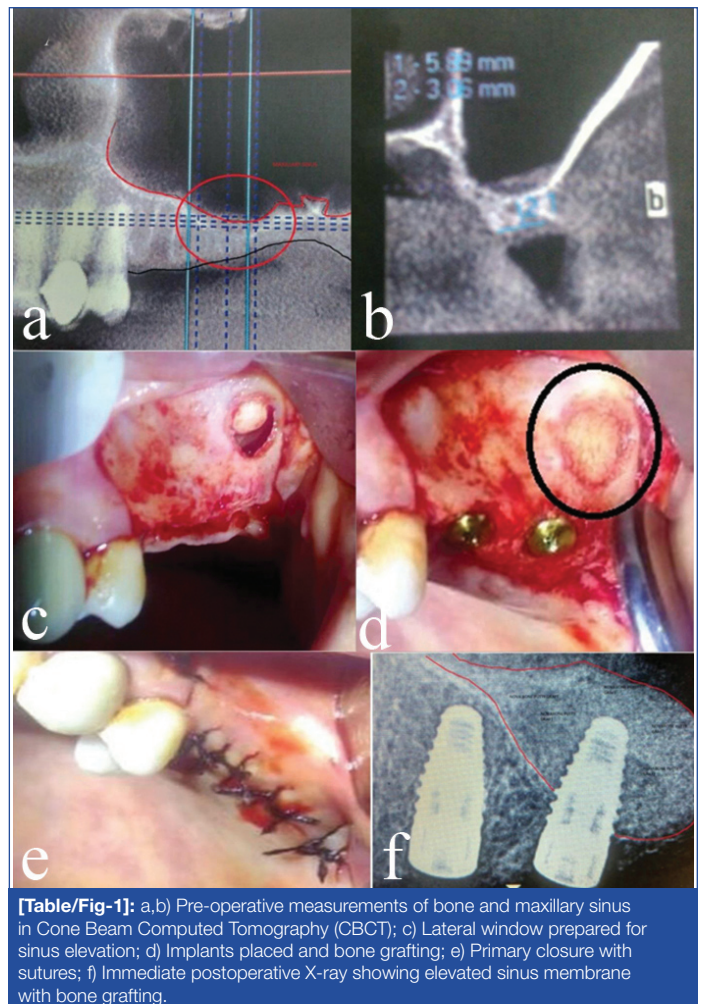 1 - 5.89 mm
2 - 3.06 mm
b
a
b
c
d
e
f
[Table/Fig-1]: a,b) Pre-operative measurements of bone and maxillary sinus
in Cone Beam Computed Tomography (CBCT); c) Lateral window prepared for
sinus elevation; d) Implants placed and bone grafting; e) Primary closure with
sutures; f) Immediate postoperative X-ray showing elevated sinus membrane
with bone grafting.